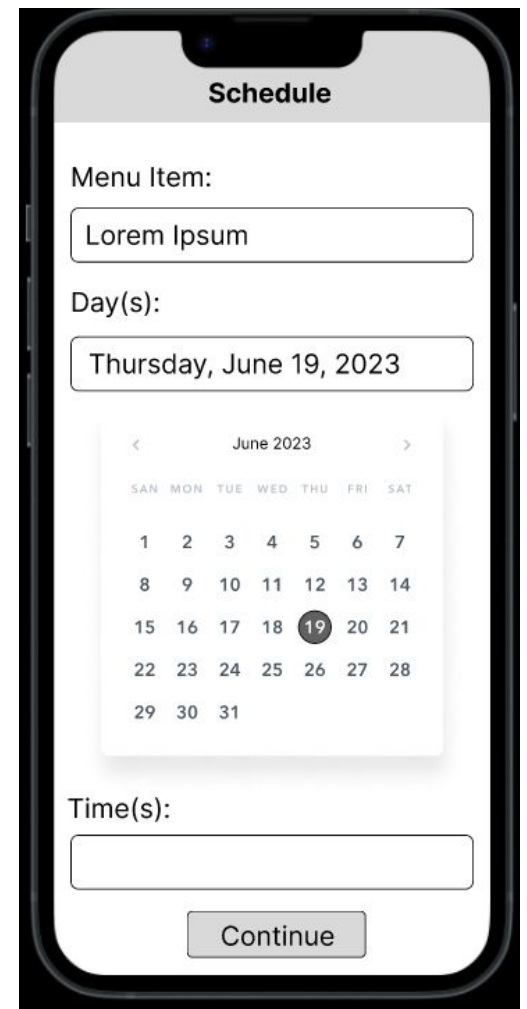 Schedule
Menu Item:
Lorem Ipsum
Day(s):
Thursday, June 19, 2023
< June 2023 >
SAN MON TUE WED THU FRI SAT
1 2 3 4 5 6 7
8 9 10 11 12 13 14
15 16 17 18 19 20 21
22 23 24 25 26 27 28
29 30 31
Time(s):
Continue